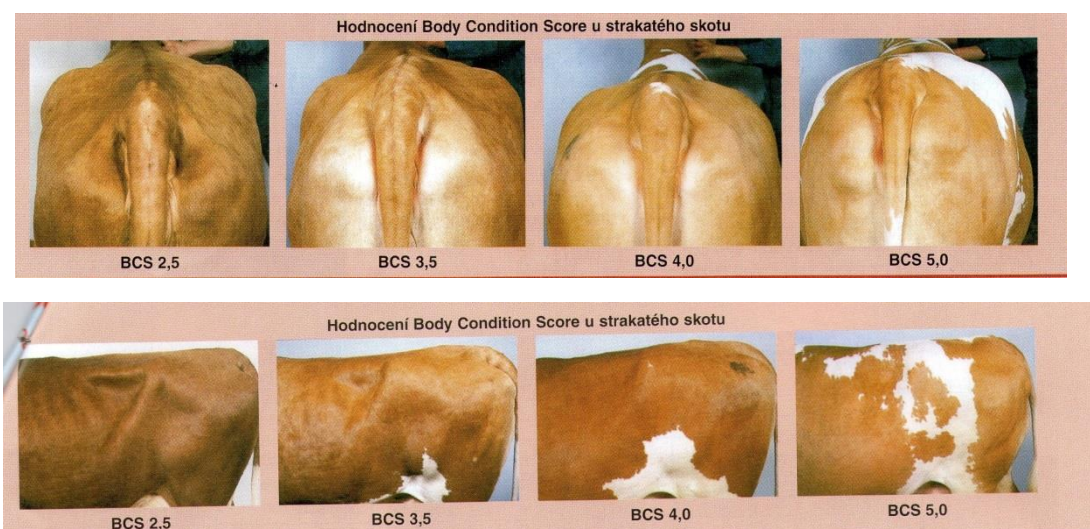 Hodnocení Body Condition Score u strakatého skotu
BCS 2,5 BCS 3,5 BCS 4,0 BCS 5,0
Hodnocení Body Condition Score u strakatého skotu
BCS 2,5 BCS 3,5 BCS 4,0 BCS 5,0